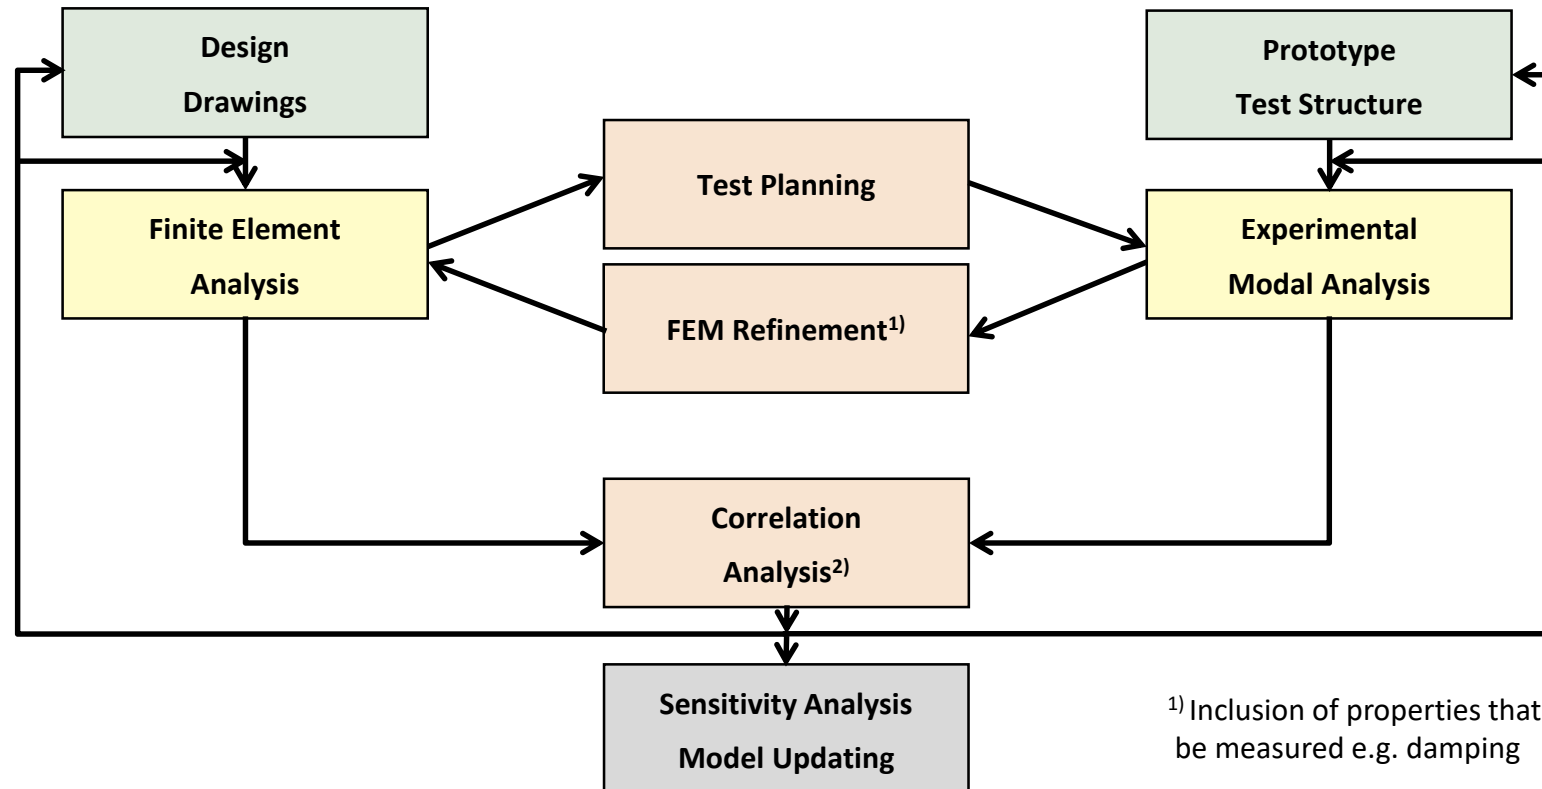 Design
Drawings
Prototype
Test Structure
Test Planning
Finite Element
Analysis
Experimental
Modal Analysis
FEM Refinement1)
Correlation
Analysis2)
Sensitivity Analysis
Model Updating
1) Inclusion of properties that
be measured e.g. damping